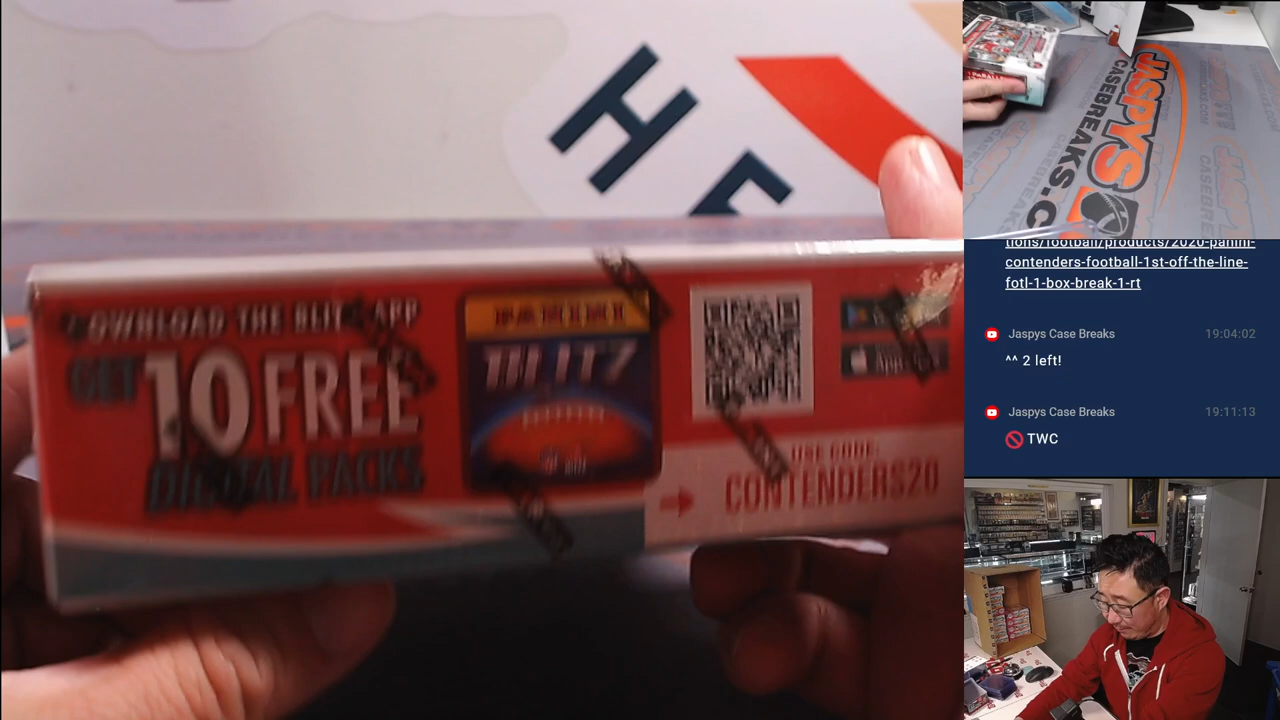 H
DOWNLOAD THE BLITZ APP
GET 10 FREE
DIGITAL PACKS
PANINI
BLITZ
USE CODE:
CONTENDERS20
JASPYS
CASEBREAKS.C
tions/football/products/2020-panini-
contenders-football-1st-off-the-line-
fotl-1-box-break-1-rt
Jaspys Case Breaks 19:04:02
^^ 2 left!
Jaspys Case Breaks 19:11:13
🚫 TWC